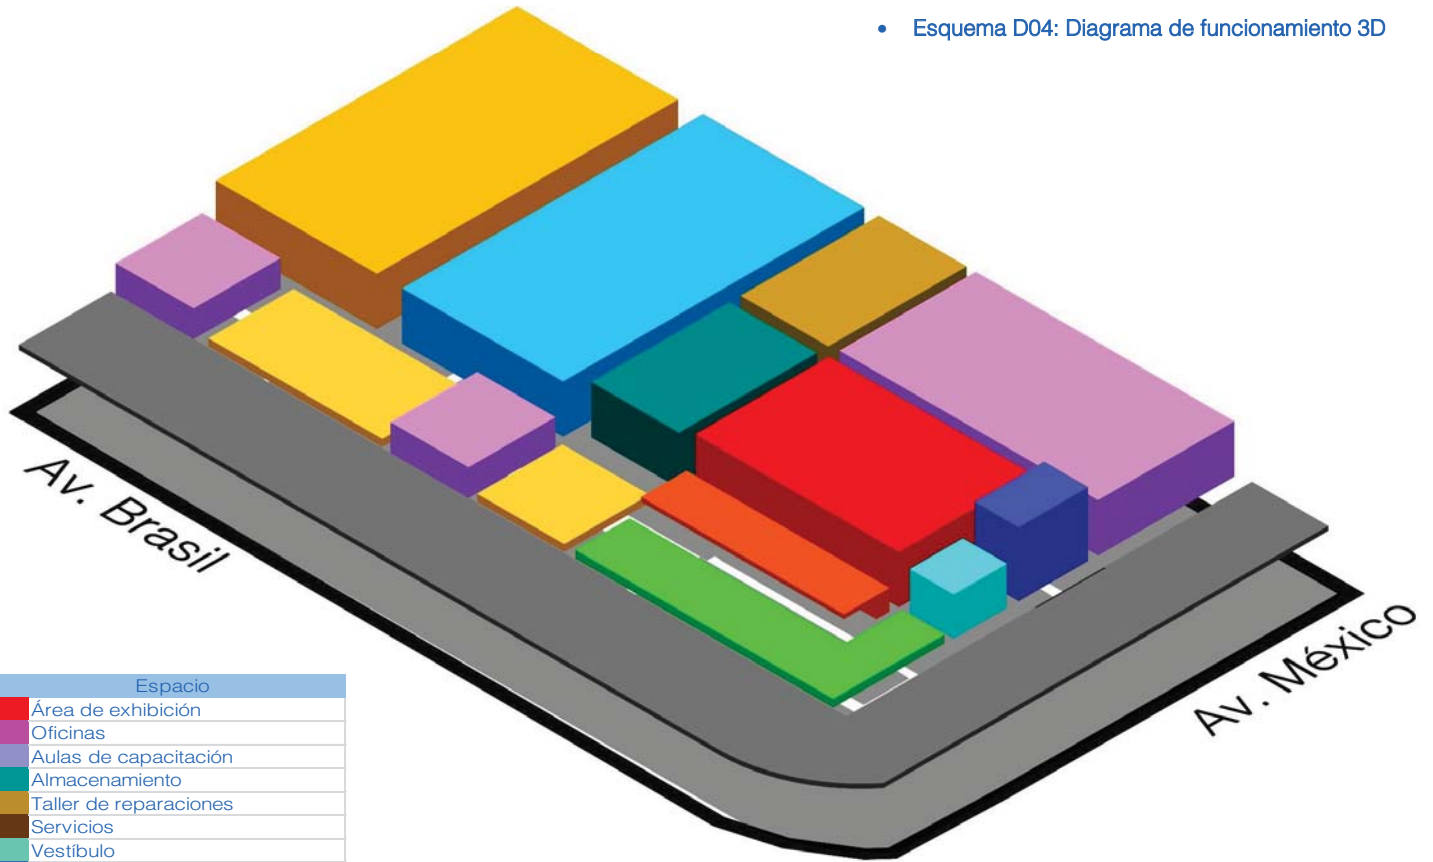 • Esquema D04: Diagrama de funcionamiento 3D
Av. Brasil
Av. México
Espacio
Área de exhibición
Oficinas
Aulas de capacitación
Almacenamiento
Taller de reparaciones
Servicios
Vestíbulo